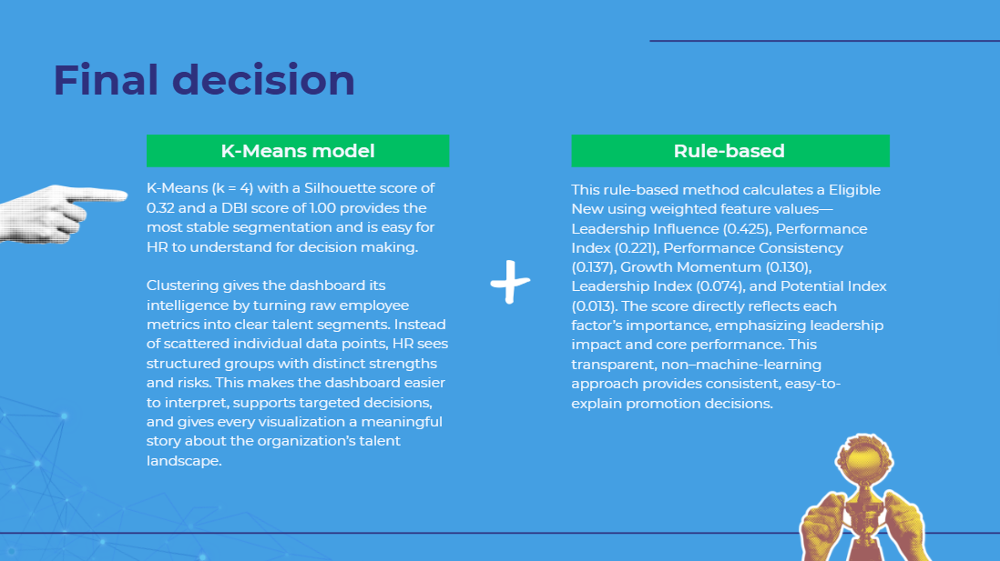 Final decision
K-Means model
K-Means (k = 4) with a Silhouette score of
0.32 and a DBI score of 1.00 provides the
most stable segmentation and is easy for
HR to understand for decision making.
Clustering gives the dashboard its
intelligence by turning raw employee
metrics into clear talent segments. Instead
of scattered individual data points, HR sees
structured groups with distinct strengths
and risks. This makes the dashboard easier
to interpret, supports targeted decisions,
and gives every visualization a meaningful
story about the organization’s talent
landscape.
+
Rule-based
This rule-based method calculates a Eligible
New using weighted feature values—
Leadership Influence (0.425), Performance
Index (0.221), Performance Consistency
(0.137), Growth Momentum (0.130),
Leadership Index (0.074), and Potential Index
(0.013). The score directly reflects each
factor’s importance, emphasizing leadership
impact and core performance. This
transparent, non–machine-learning
approach provides consistent, easy-to-
explain promotion decisions.